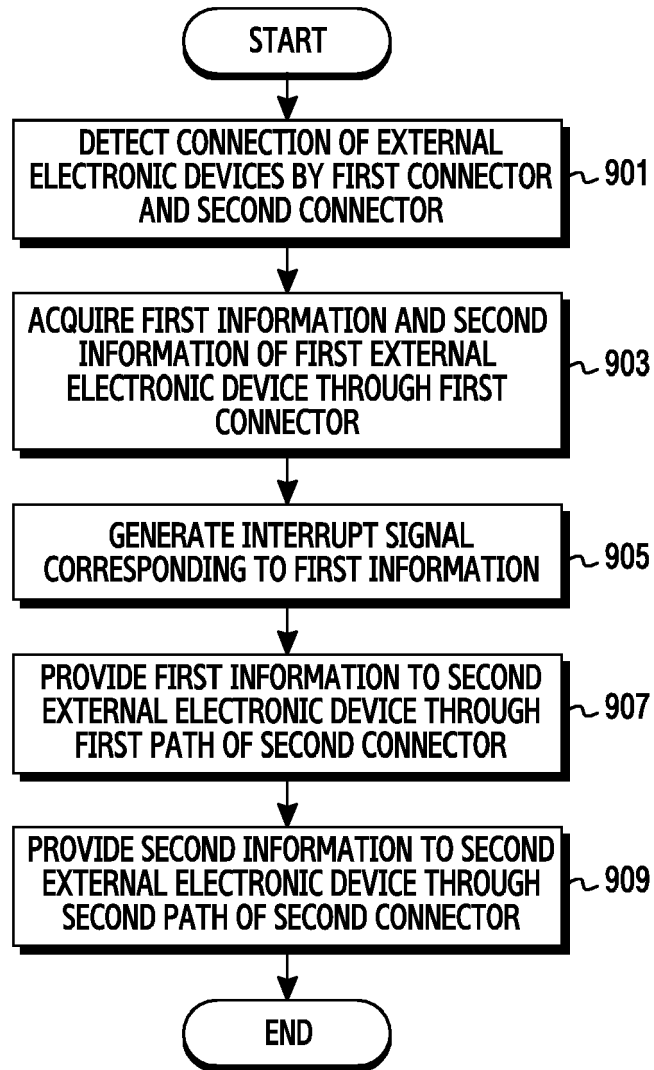 START
DETECT CONNECTION OF EXTERNAL
ELECTRONIC DEVICES BY FIRST CONNECTOR
AND SECOND CONNECTOR
901
ACQUIRE FIRST INFORMATION AND SECOND
INFORMATION OF FIRST EXTERNAL
ELECTRONIC DEVICE THROUGH FIRST
CONNECTOR
903
GENERATE INTERRUPT SIGNAL
CORRESPONDING TO FIRST INFORMATION
905
PROVIDE FIRST INFORMATION TO SECOND
EXTERNAL ELECTRONIC DEVICE THROUGH
FIRST PATH OF SECOND CONNECTOR
907
PROVIDE SECOND INFORMATION TO SECOND
EXTERNAL ELECTRONIC DEVICE THROUGH
SECOND PATH OF SECOND CONNECTOR
909
END